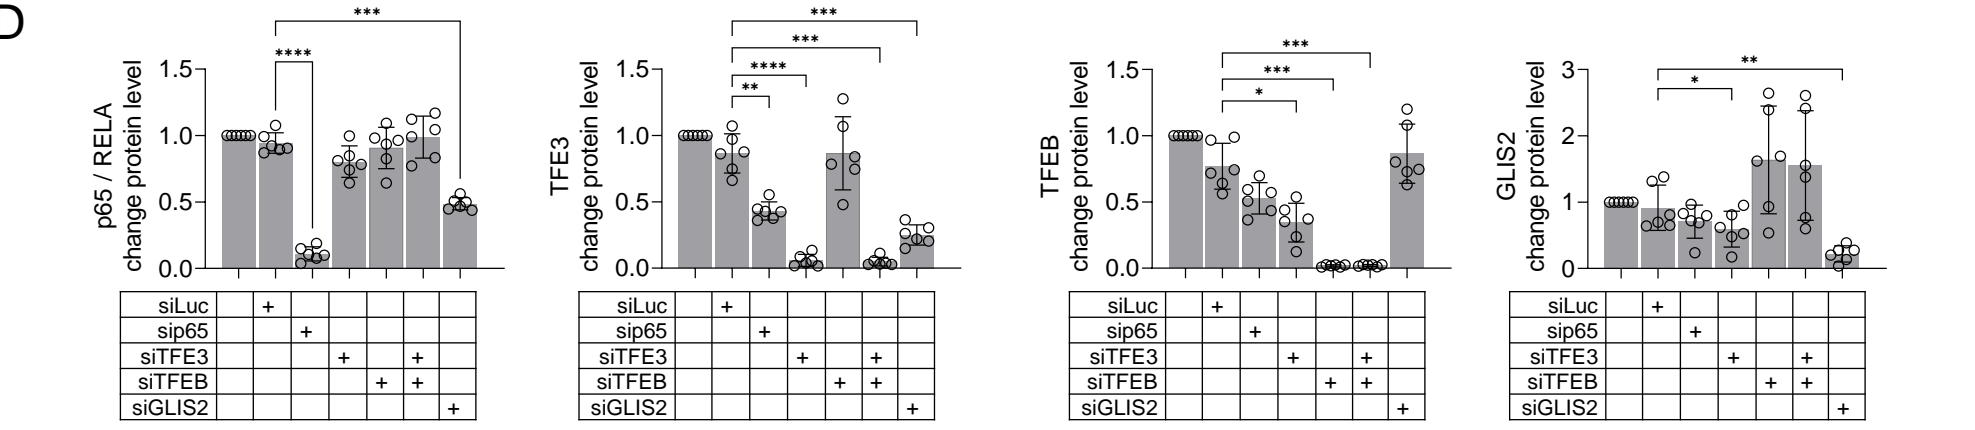 D
p65 / RELA
change protein level
1.5
1.0
0.5
0.0
***
****
siLuc +
sip65 +
siTFE3 + +
siTFEB + +
siGLIS2 +
TFE3
change protein level
1.5
1.0
0.5
0.0
***
***
****
**
siLuc +
sip65 +
siTFE3 + +
siTFEB + +
siGLIS2 +
TFEB
change protein level
1.5
1.0
0.5
0.0
***
***
*
siLuc +
sip65 +
siTFE3 + +
siTFEB + +
siGLIS2 +
GLIS2
change protein level
3
2
1
0
**
*
siLuc +
sip65 +
siTFE3 + +
siTFEB + +
siGLIS2 +